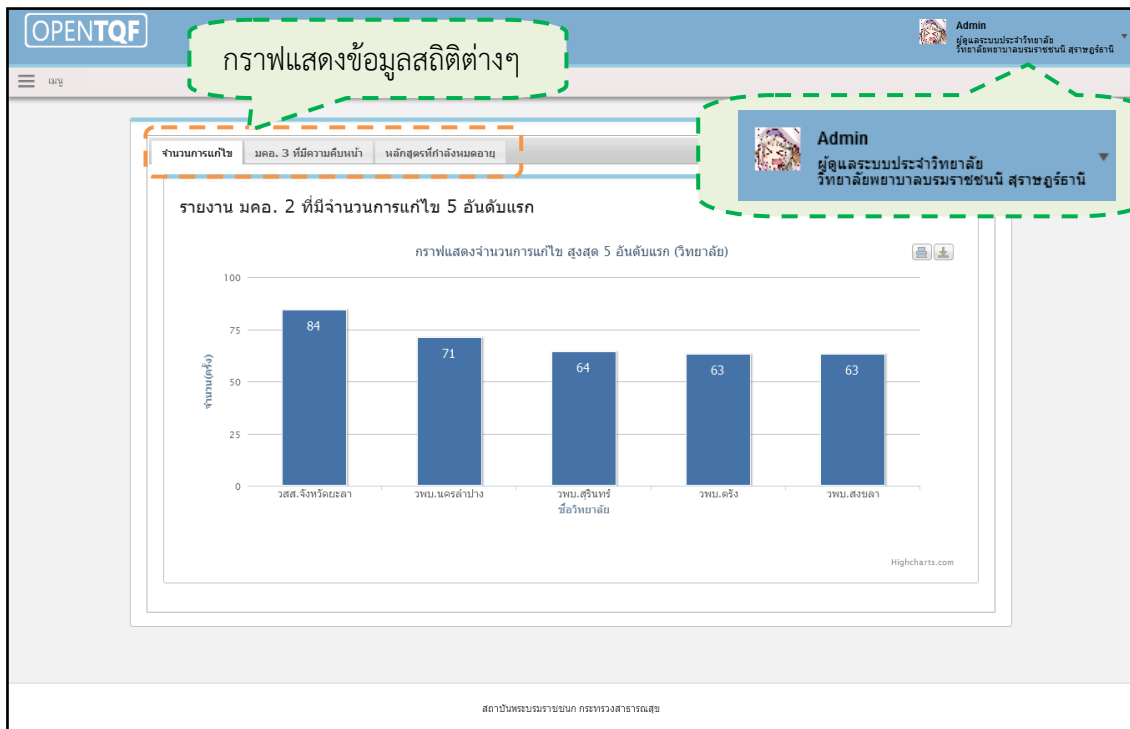 OPENTQF
Admin
ผู้ดูแลระบบประจำวิทยาลัย
วิทยาลัยพยาบาลบรมราชชนนี สุราษฎร์ธานี
กราฟแสดงข้อมูลสถิติต่างๆ
เมนู
Admin
ผู้ดูแลระบบประจำวิทยาลัย
วิทยาลัยพยาบาลบรมราชชนนี สุราษฎร์ธานี
จำนวนการแก้ไข มคอ. 3 ที่มีความคืบหน้า หลักสูตรที่กำลังหมดอายุ
รายงาน มคอ. 2 ที่มีจำนวนการแก้ไข 5 อันดับแรก
กราฟแสดงจำนวนการแก้ไข สูงสุด 5 อันดับแรก (วิทยาลัย)
จำนวน(ครั้ง)
100
75
50
25
0
84
71
64
63
63
วสส.จังหวัดยะลา วพบ.นครลำปาง วพบ.สุรินทร์ วพบ.ตรัง วพบ.สงขลา
ชื่อวิทยาลัย
Highcharts.com
สถาบันพระบรมราชชนก กระทรวงสาธารณสุข